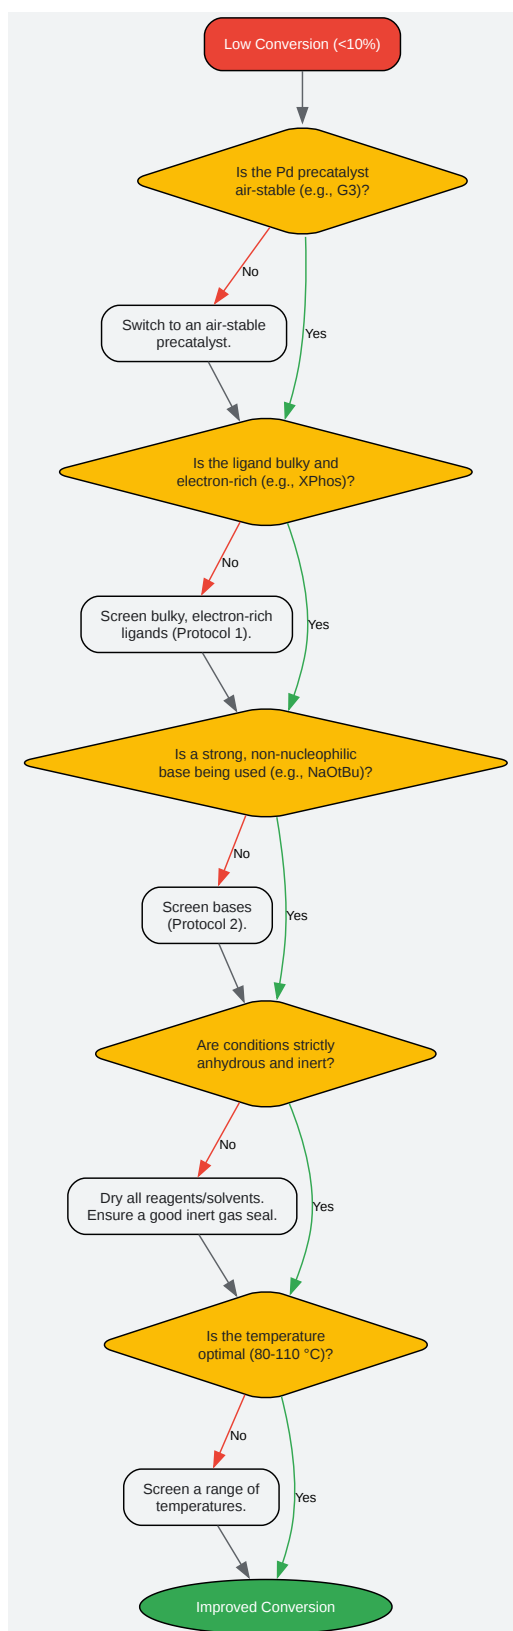 Low Conversion (<10%)
Is the Pd precatalyst
air-stable (e.g., G3)?
No
Yes
Switch to an air-stable
precatalyst.
Is the ligand bulky and
electron-rich (e.g., XPhos)?
No
Yes
Screen bulky, electron-rich
ligands (Protocol 1).
Is a strong, non-nucleophilic
base being used (e.g., NaOtBu)?
No
Yes
Screen bases
(Protocol 2).
Are conditions strictly
anhydrous and inert?
No
Yes
Dry all reagents/solvents.
Ensure a good inert gas seal.
Is the temperature
optimal (80-110 °C)?
No
Yes
Screen a range of
temperatures.
Improved Conversion